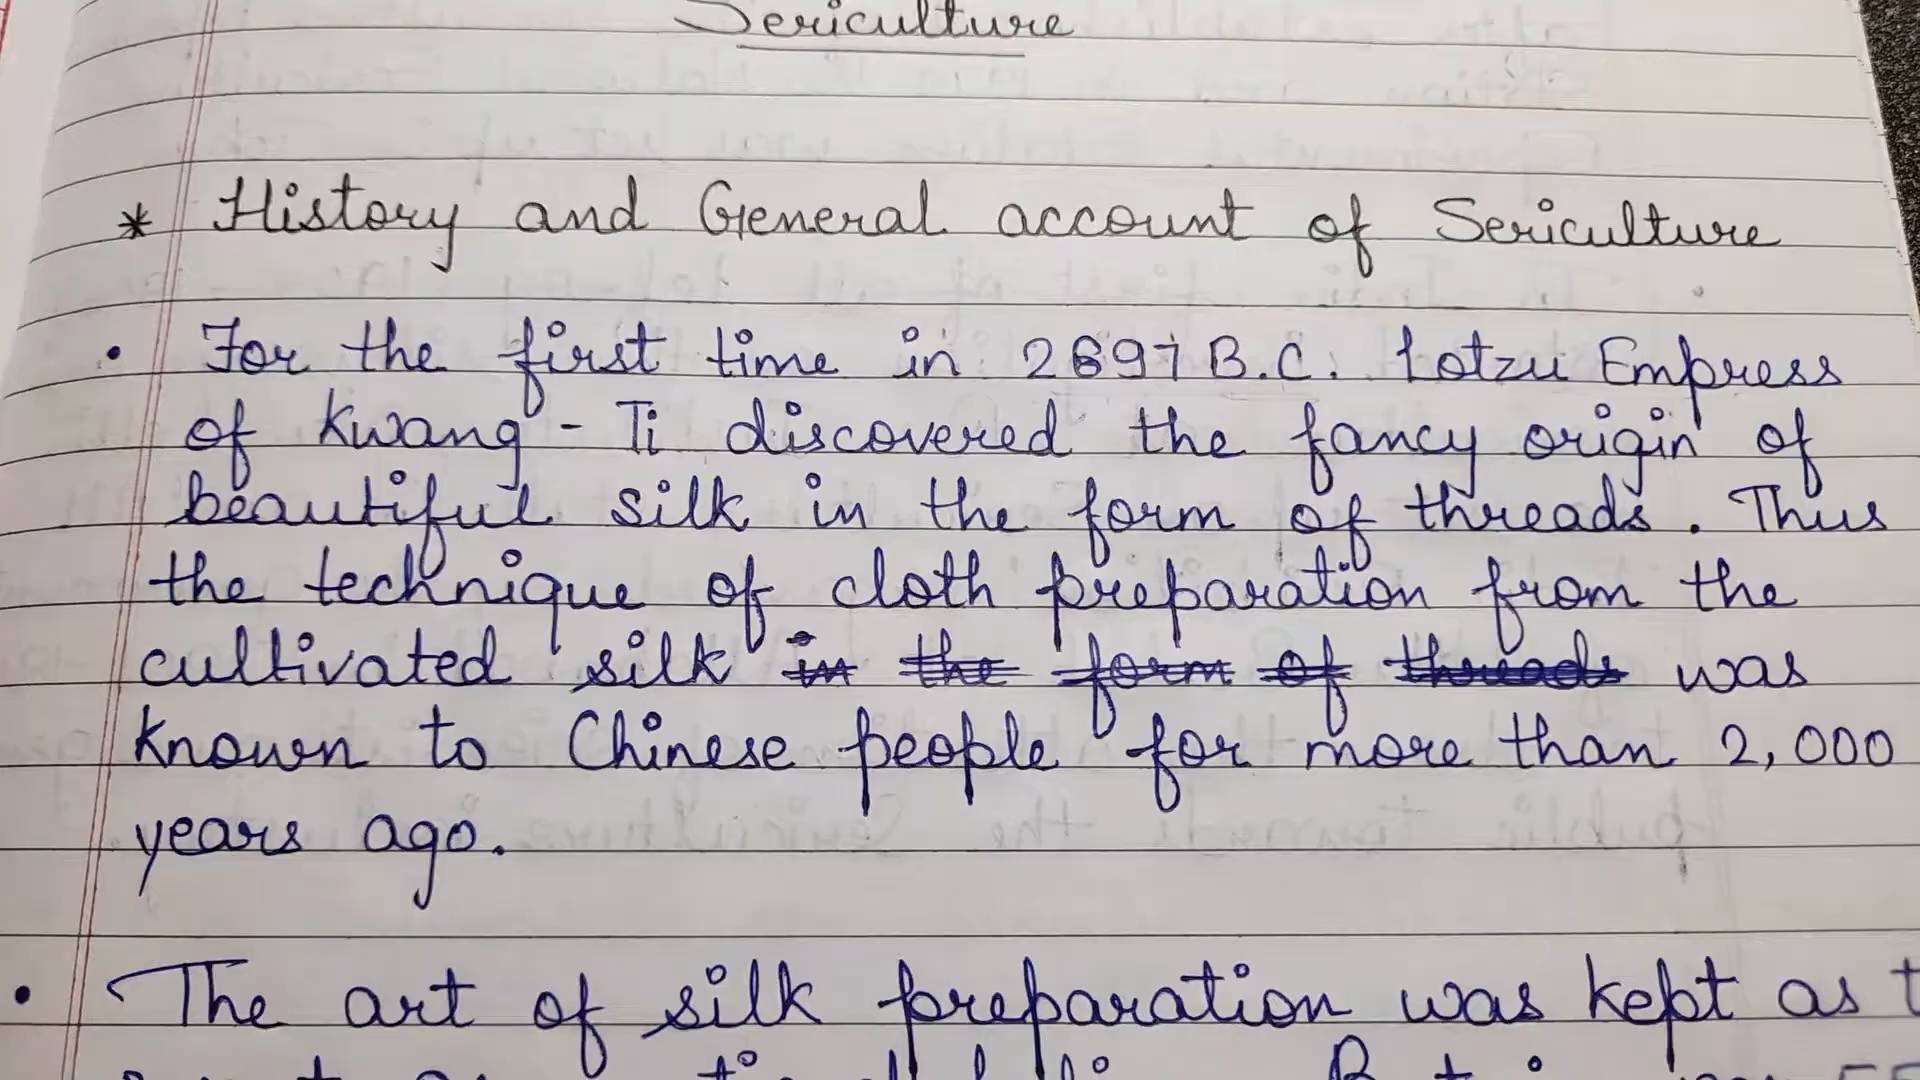 Sericulture
* History and General account of Sericulture
• For the first time in 2697 B.C. Lotzu Empress
of Kwang - Ti discovered the fancy origin of
beautiful silk in the form of threads. Thus
the technique of cloth preparation from the
cultivated silk in the form of threads was
known to Chinese people for more than 2,000
years ago.
• The art of silk preparation was kept as